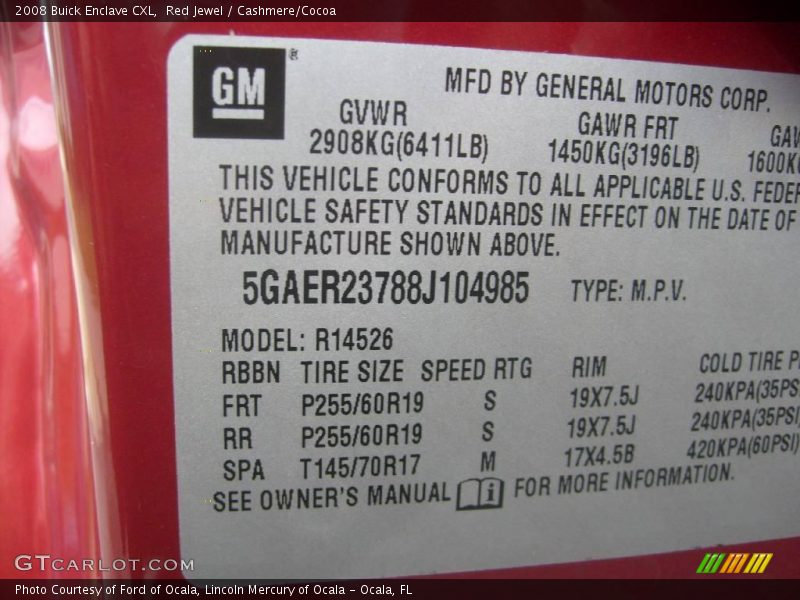 2008 Buick Enclave CXL, Red Jewel / Cashmere/Cocoa
GM ®
MFD BY GENERAL MOTORS CORP.
GVWR GAWR FRT
2908KG(6411LB) 1450KG(3196LB)
THIS VEHICLE CONFORMS TO ALL APPLICABLE U.S.
VEHICLE SAFETY STANDARDS IN EFFECT ON THE DATE OF
MANUFACTURE SHOWN ABOVE.
5GAER23788J104985 TYPE: M.P.V.
MODEL: R14526
RBBN TIRE SIZE SPEED RTG RIM COLD TIRE
FRT P255/60R19 S 19X7.5J 240KPA(35PSI
RR P255/60R19 S 19X7.5J 240KPA(35PSI)
SPA T145/70R17 M 17X4.5B 420KPA(60PSI)
SEE OWNER'S MANUAL i FOR MORE INFORMATION.
GTCARLOT.COM
Photo Courtesy of Ford of Ocala, Lincoln Mercury of Ocala - Ocala, FL